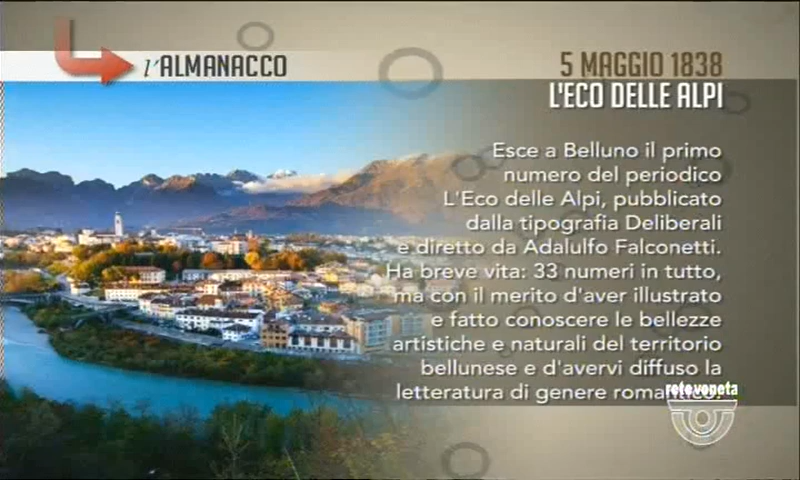 l'ALMANACCO
5 MAGGIO 1838
L'ECO DELLE ALPI
Esce a Belluno il primo
numero del periodico
L'Eco delle Alpi, pubblicato
dalla tipografia Deliberali
e diretto da Adalulfo Falconetti.
Ha breve vita: 33 numeri in tutto,
ma con il merito d'aver illustrato
e fatto conoscere le bellezze
artistiche e naturali del territorio
bellunese e d'avervi diffuso la
letteratura di genere romantico.
reteveneta